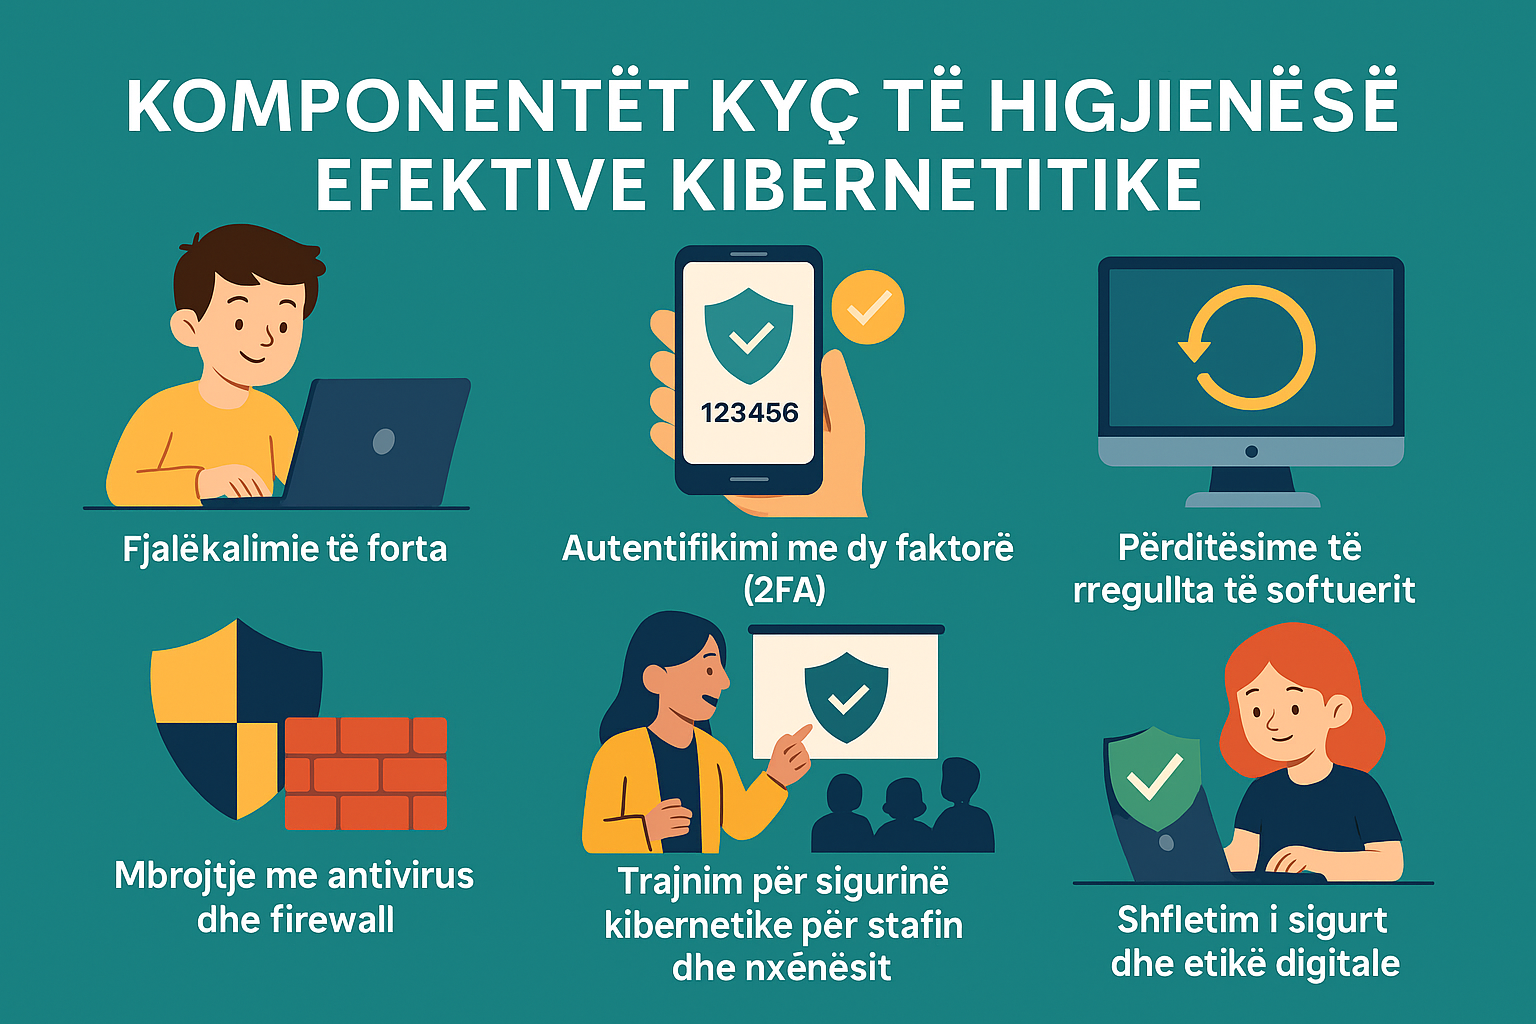 KOMPONENTËT KYÇ TË HIGJIENËSË
EFEKTIVE KIBERNETITIKE
123456
Fjalëkalimie të forta
Autentifikimi me dy faktorë
(2FA)
Përditësime të
rregullta të softuerit
Mbrojtje me antivirus
dhe firewall
Trajnim për sigurinë
kibernetike për stafin
dhe nxénësit
Shfletim i sigurt
dhe etikë digitale